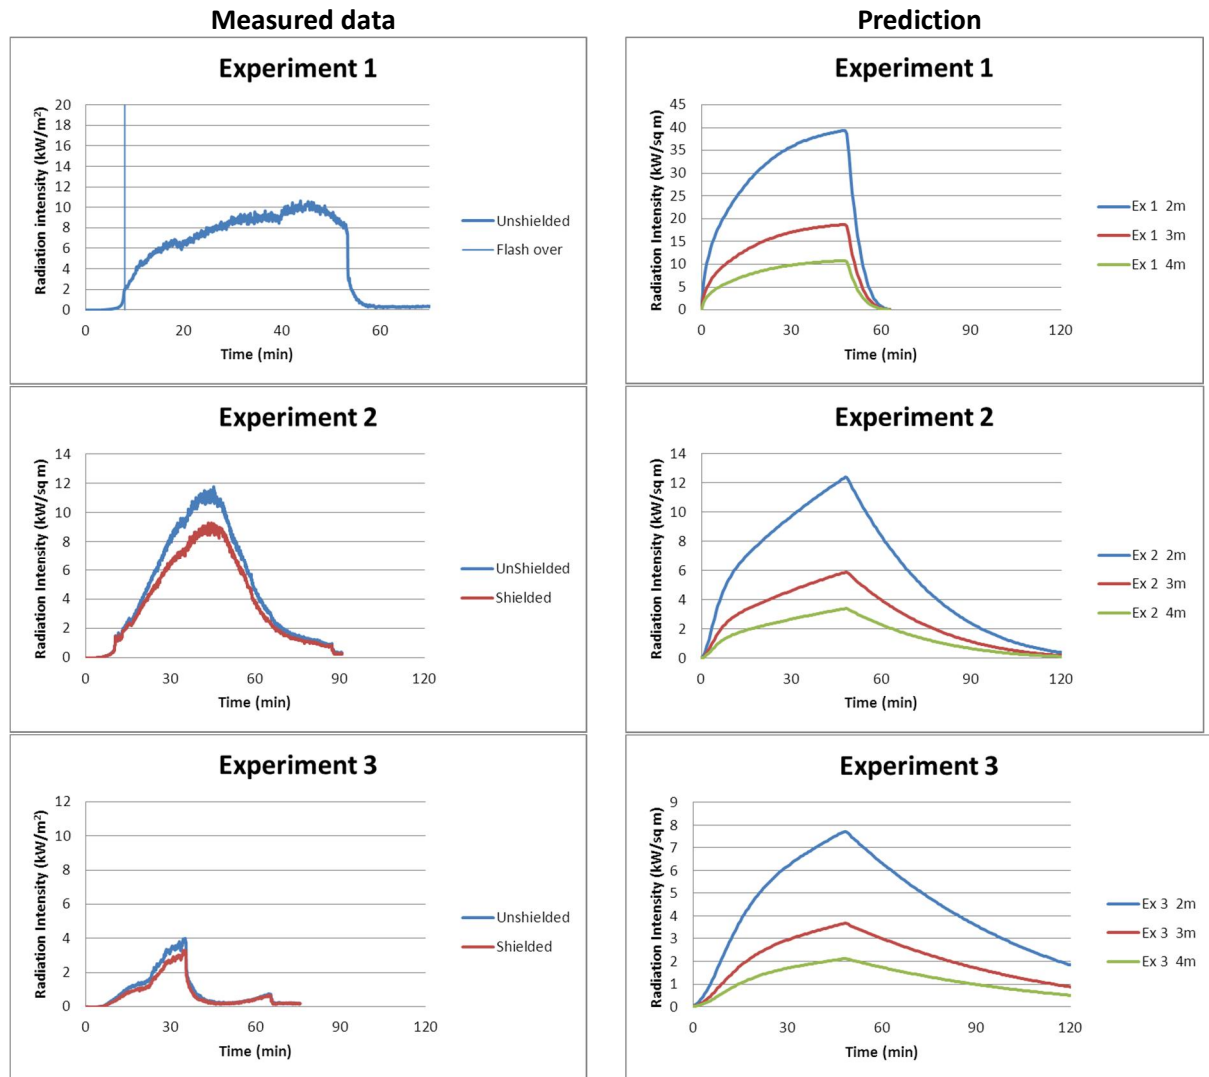 Measured data
Prediction
Experiment 1
Radiation intensity (kW/m²)
20
18
16
14
12
10
8
6
4
2
0
0 20 40 60
Time (min)
Unshielded
Flash over
Experiment 1
Radiation Intensity (kW/sq m)
45
40
35
30
25
20
15
10
5
0
0 30 60 90 120
Time (min)
Ex 1 2m
Ex 1 3m
Ex 1 4m
Experiment 2
Radiation Intensity (kW/sq m)
14
12
10
8
6
4
2
0
0 30 60 90 120
Time (min)
UnShielded
Shielded
Experiment 2
Radiation Intensity (kW/sq m)
14
12
10
8
6
4
2
0
0 30 60 90 120
Time (min)
Ex 2 2m
Ex 2 3m
Ex 2 4m
Experiment 3
Radiation Intensity (kW/m²)
12
10
8
6
4
2
0
0 30 60 90 120
Time (min)
Unshielded
Shielded
Experiment 3
Radiation Intensity (kW/sq m)
9
8
7
6
5
4
3
2
1
0
0 30 60 90 120
Time (min)
Ex 3 2m
Ex 3 3m
Ex 3 4m